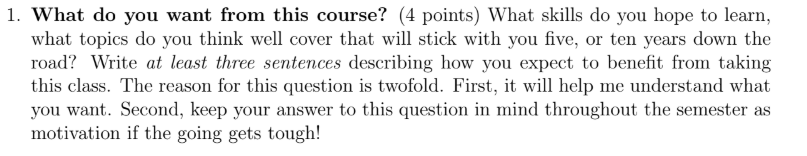 1. What do you want from this course? (4 points) What skills do you hope to learn,
what topics do you think well cover that will stick with you five, or ten years down the
road? Write at least three sentences describing how you expect to benefit from taking
this class. The reason for this question is twofold. First, it will help me understand what
you want. Second, keep your answer to this question in mind throughout the semester as
motivation if the going gets tough!